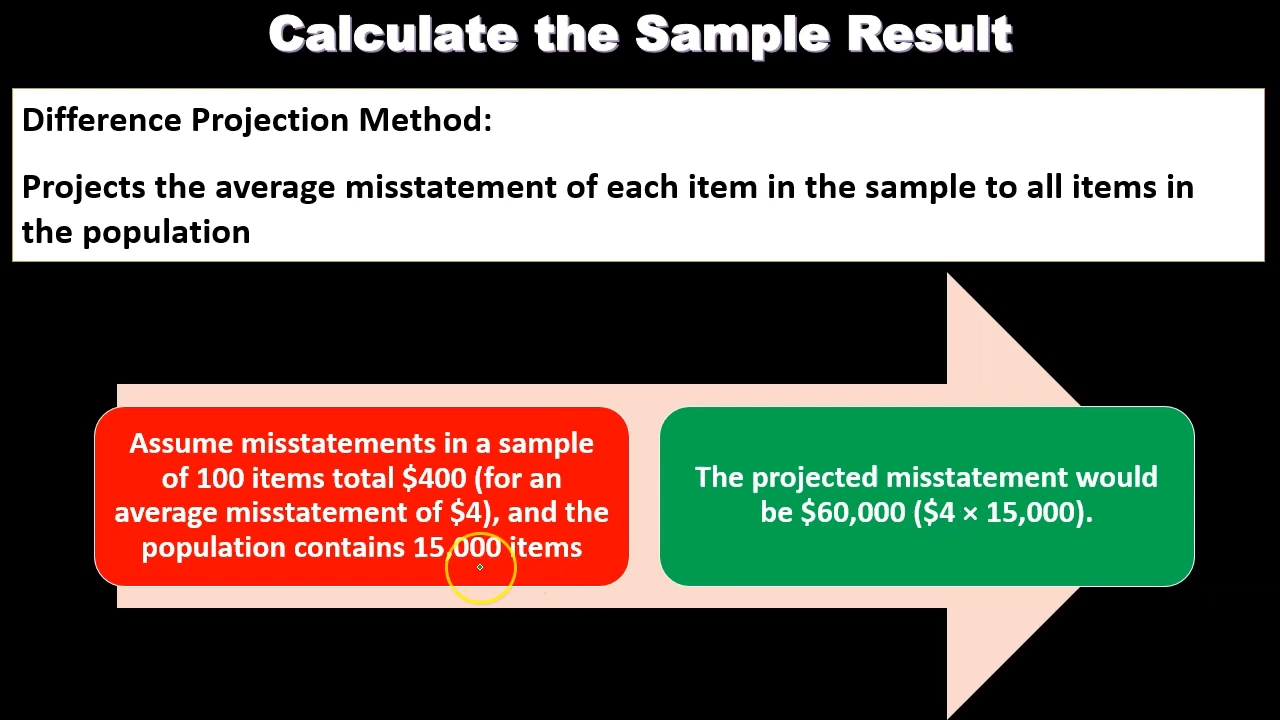 Calculate the Sample Result
Difference Projection Method:
Projects the average misstatement of each item in the sample to all items in
the population
Assume misstatements in a sample
of 100 items total $400 (for an
average misstatement of $4), and the
population contains 15,000 items
The projected misstatement would
be $60,000 ($4 × 15,000).